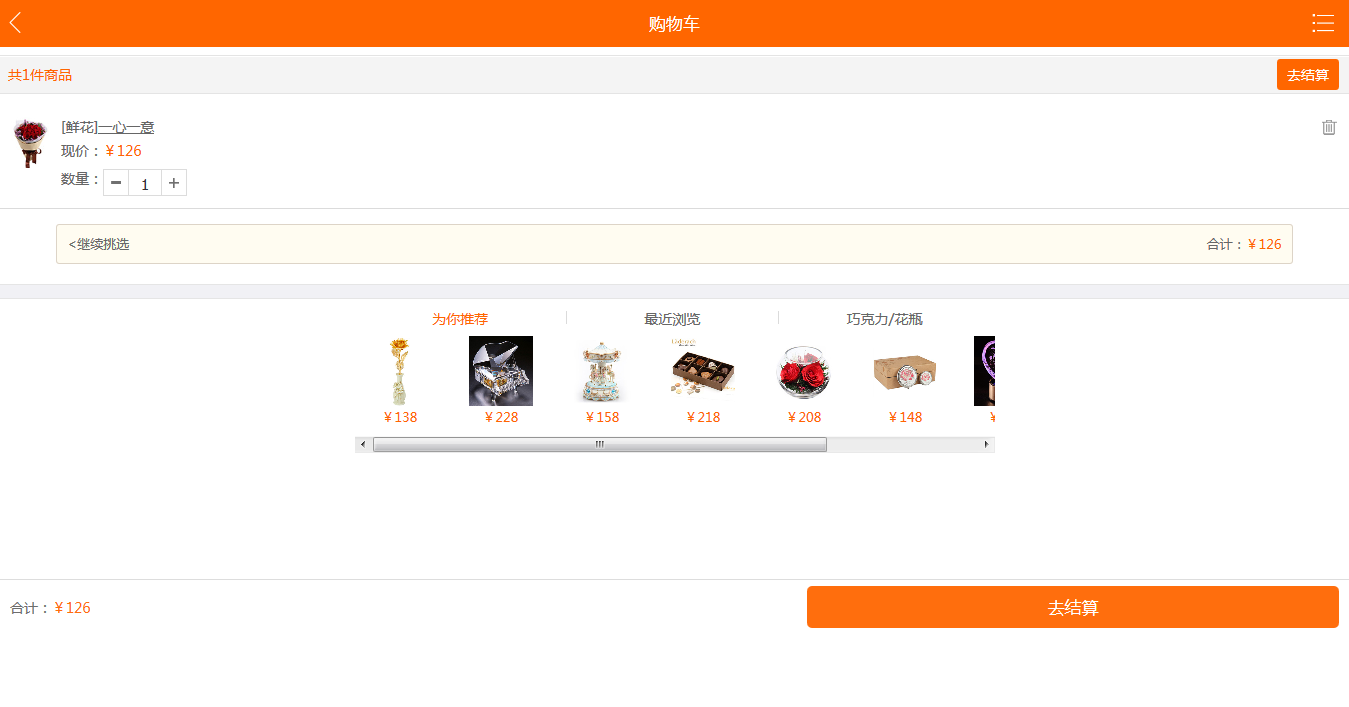 购物车
共1件商品
去结算
[鲜花]一心一意
现价：￥126
数量：
1
<继续挑选
合计：￥126
为你推荐
最近浏览
巧克力/花瓶
￥138
￥228
￥158
￥218
￥208
￥148
￥
合计：￥126
去结算